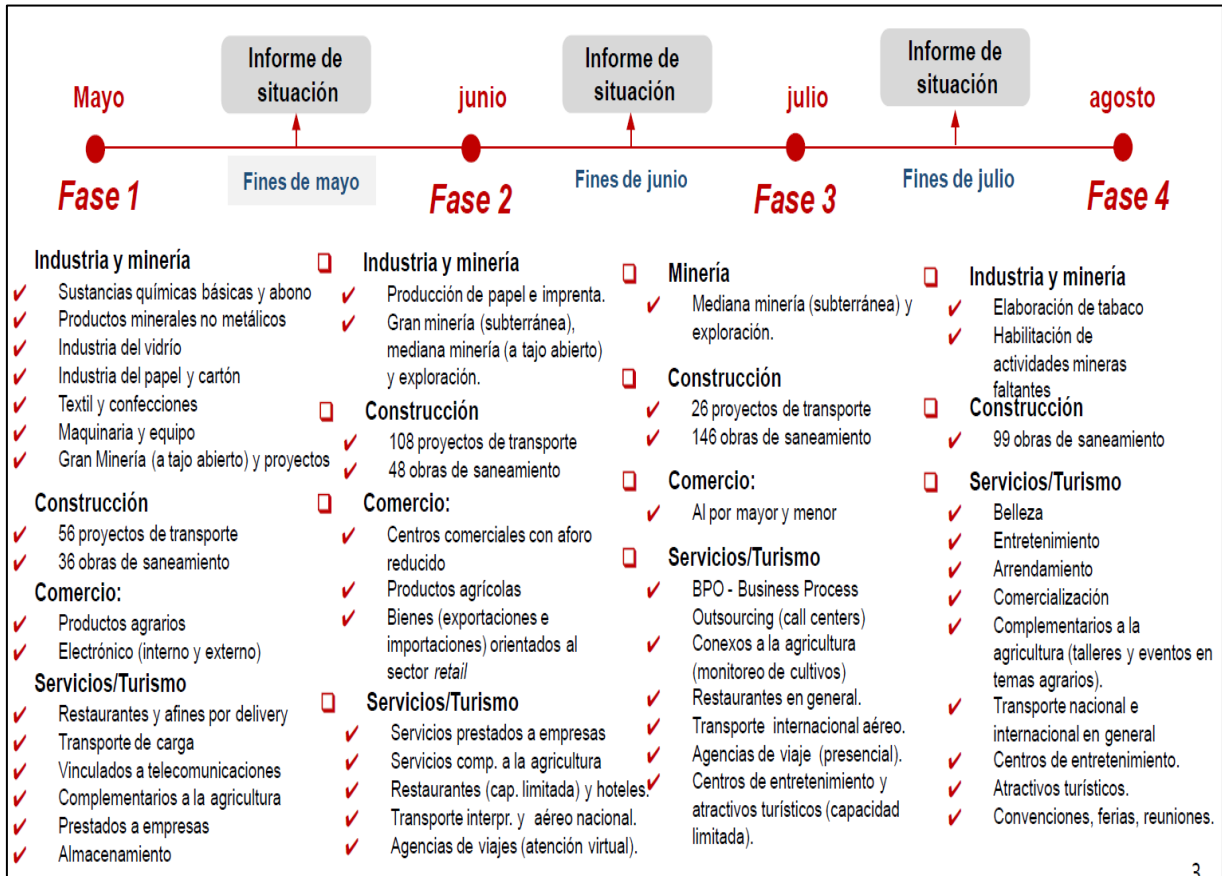 Informe de
situación
Informe de
situación
Informe de
situación
Mayo
junio
julio
agosto
Fines de mayo
Fines de junio
Fines de julio
Fase 1
Fase 2
Fase 3
Fase 4
Industria y minería
✓ Sustancias químicas básicas y abono
✓ Productos minerales no metálicos
✓ Industria del vidrío
✓ Industria del papel y cartón
✓ Textil y confecciones
✓ Maquinaria y equipo
✓ Gran Minería (a tajo abierto) y proyectos
Construcción
✓ 56 proyectos de transporte
✓ 36 obras de saneamiento
Comercio:
✓ Productos agrarios
✓ Electrónico (interno y externo)
Servicios/Turismo
✓ Restaurantes y afines por delivery
✓ Transporte de carga
✓ Vinculados a telecomunicaciones
✓ Complementarios a la agricultura
✓ Prestados a empresas
✓ Almacenamiento
❑ Industria y minería
✓ Producción de papel e imprenta.
✓ Gran minería (subterránea),
mediana minería (a tajo abierto)
y exploración.
❑ Construcción
✓ 108 proyectos de transporte
✓ 48 obras de saneamiento
❑ Comercio:
✓ Centros comerciales con aforo
reducido
✓ Productos agrícolas
✓ Bienes (exportaciones e
importaciones) orientados al
sector retail
❑ Servicios/Turismo
✓ Servicios prestados a empresas
✓ Servicios comp. a la agricultura
✓ Restaurantes (cap. limitada) y hoteles.
✓ Transporte interpr. y aéreo nacional.
✓ Agencias de viajes (atención virtual).
❑ Minería
✓ Mediana minería (subterránea) y
exploración.
❑ Construcción
✓ 26 proyectos de transporte
✓ 146 obras de saneamiento
❑ Comercio:
✓ Al por mayor y menor
❑ Servicios/Turismo
✓ BPO - Business Process
Outsourcing (call centers)
✓ Conexos a la agricultura
(monitoreo de cultivos)
✓ Restaurantes en general.
✓ Transporte internacional aéreo.
✓ Agencias de viaje (presencial).
✓ Centros de entretenimiento y
atractivos turísticos (capacidad
limitada).
❑ Industria y minería
✓ Elaboración de tabaco
✓ Habilitación de
actividades mineras
faltantes
❑ Construcción
✓ 99 obras de saneamiento
❑ Servicios/Turismo
✓ Belleza
✓ Entretenimiento
✓ Arrendamiento
✓ Comercialización
✓ Complementarios a la
agricultura (talleres y eventos en
temas agrarios).
✓ Transporte nacional e
internacional en general
✓ Centros de entretenimiento.
✓ Atractivos turísticos.
✓ Convenciones, ferias, reuniones.
3